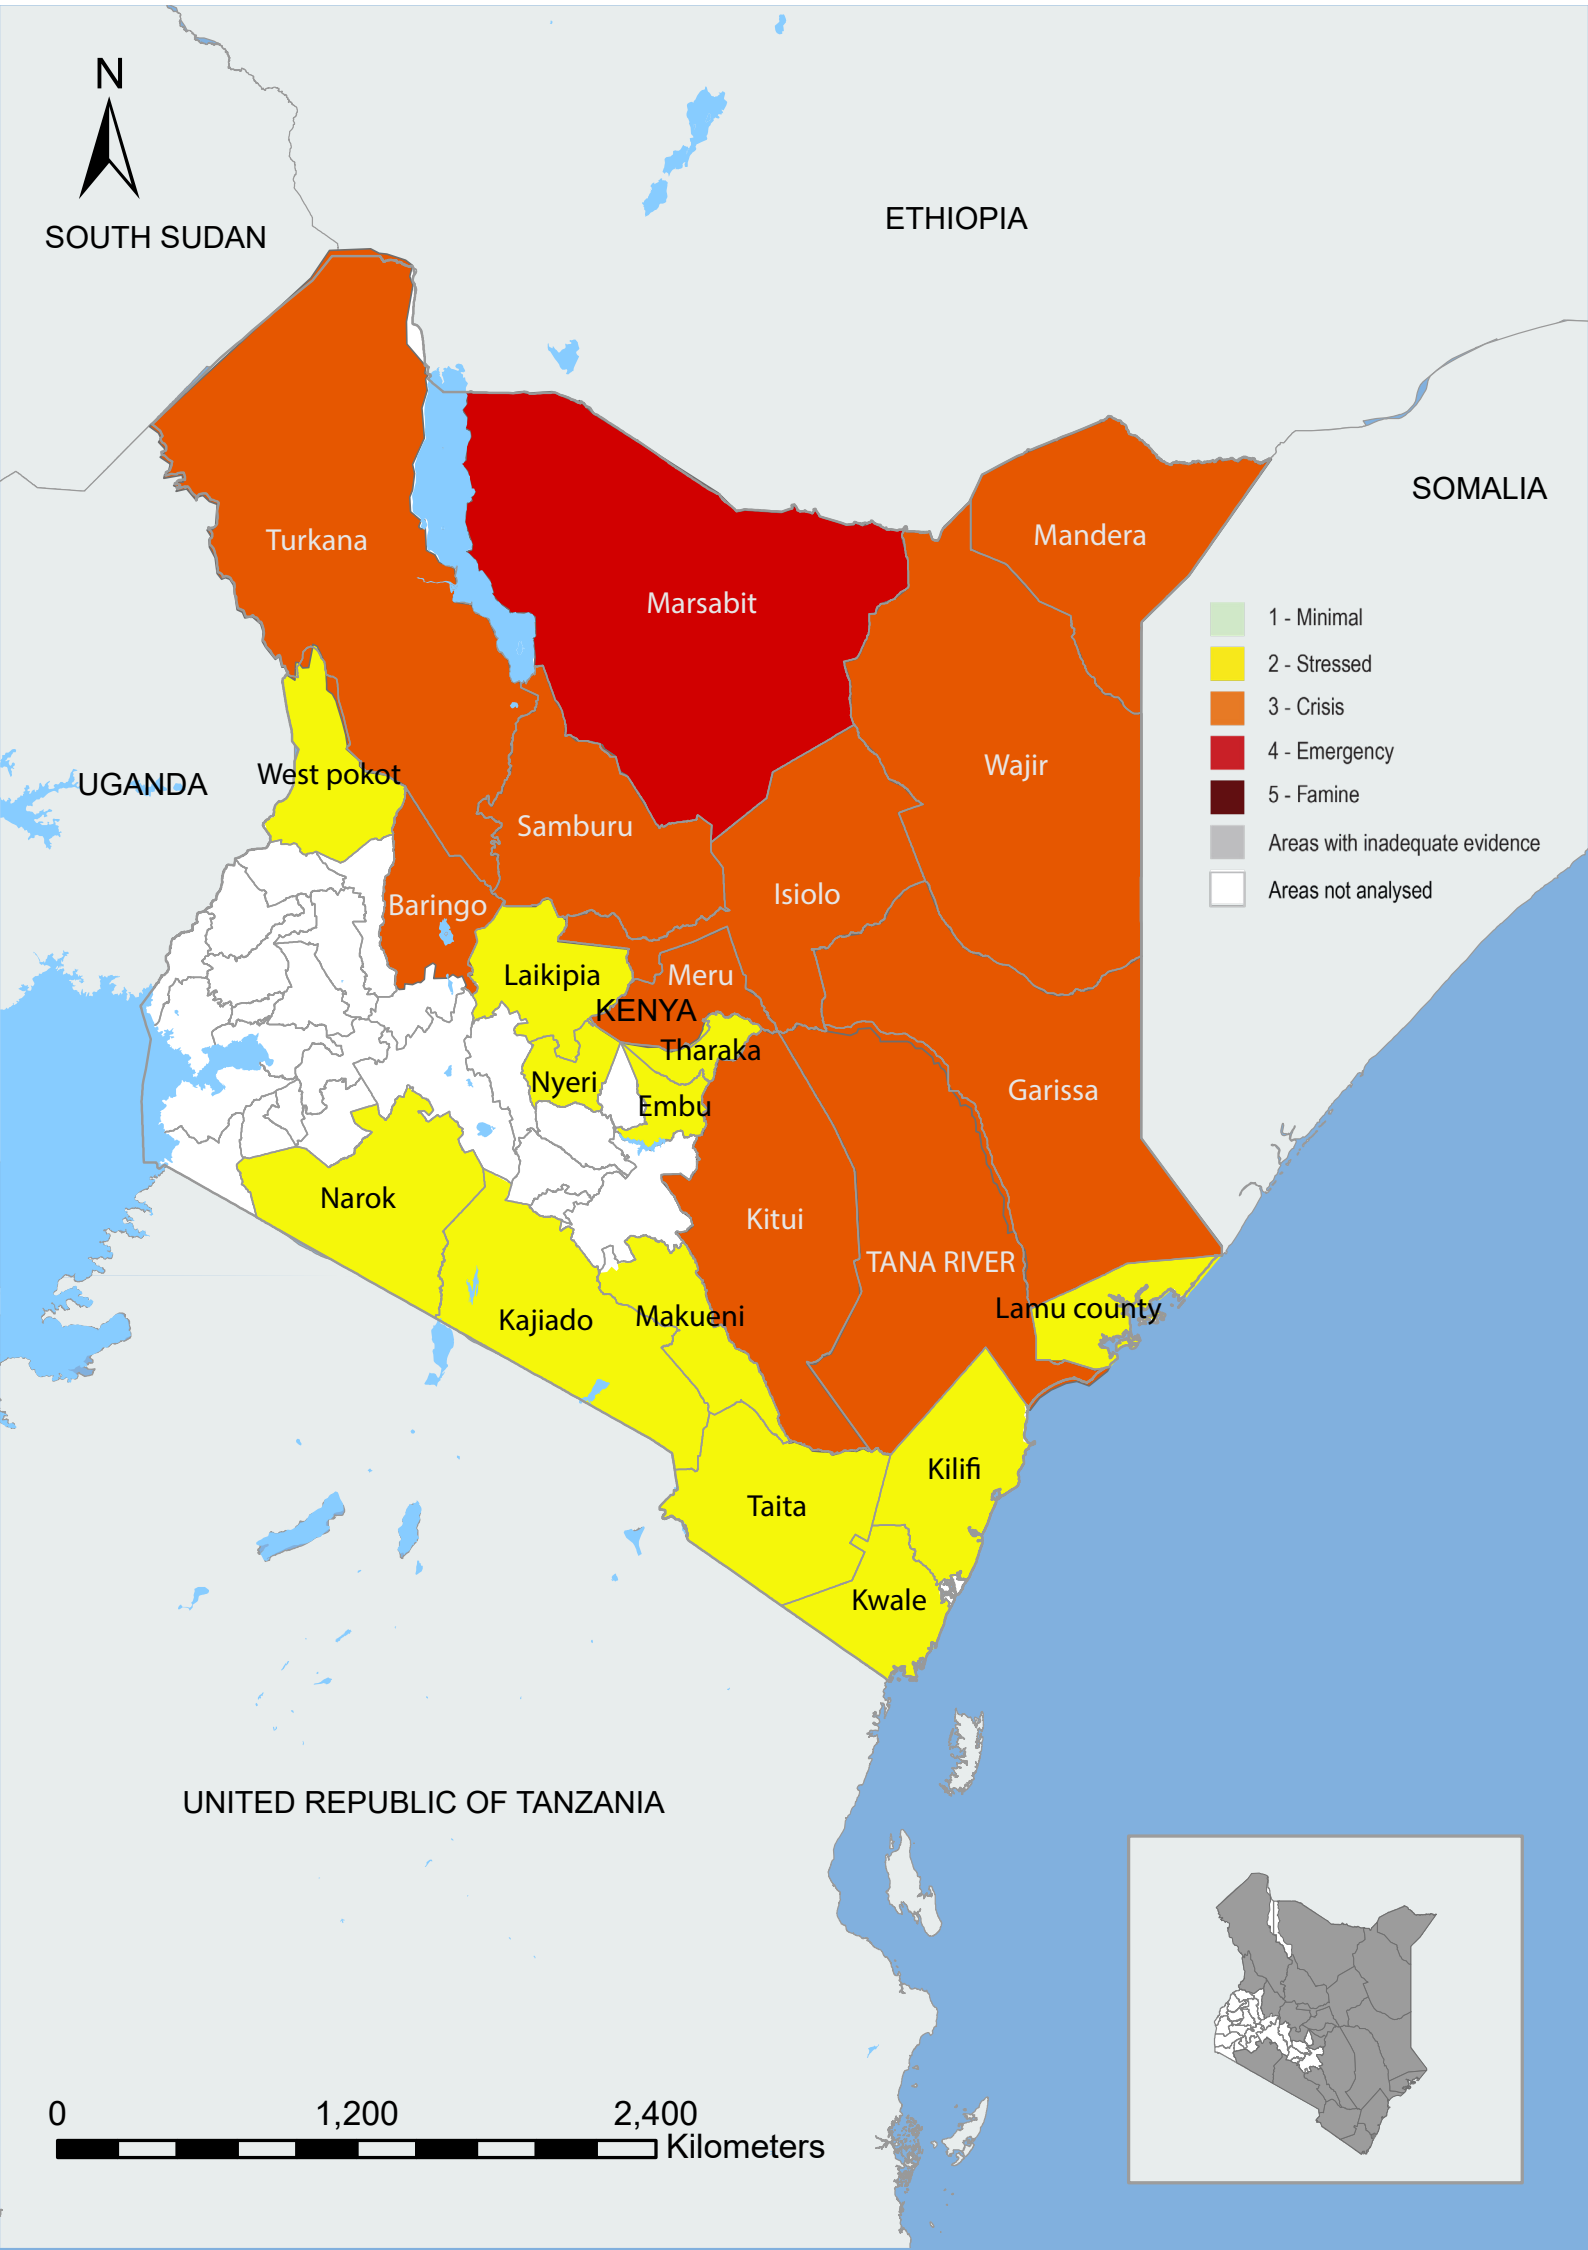 N
SOUTH SUDAN
ETHIOPIA
SOMALIA
Turkana
Mandera
Marsabit
1 - Minimal
2 - Stressed
3 - Crisis
4 - Emergency
5 - Famine
Areas with inadequate evidence
Areas not analysed
UGANDA
West pokot
Wajir
Samburu
Isiolo
Baringo
Laikipia
Meru
KENYA
Tharaka
Nyeri
Embu
Garissa
Narok
Kitui
TANA RIVER
Lamu county
Kajiado
Makueni
Kilifi
Taita
Kwale
UNITED REPUBLIC OF TANZANIA
0 1,200 2,400
Kilometers